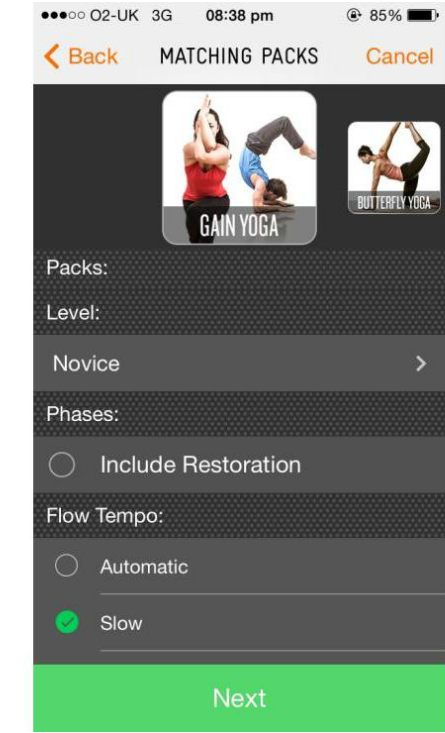 O2-UK 3G 08:38 pm 85%
Back MATCHING PACKS Cancel
GAIN YOGA
BUTTERFLY YOGA
Packs:
Level:
Novice
Phases:
Include Restoration
Flow Tempo:
Automatic
Slow
Next